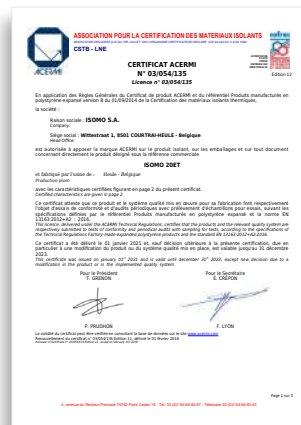 ASSOCIATION POUR LA CERTIFICATION DES MATERIAUX ISOLANTS
CSTB - LNE
ACERMI
cofrac
CERTIFICAT ACERMI
N° 03/054/135
Licence n° 03/054/135
Edition 12
En application des Règles Générales du Certificat de produit ACERMI et du référentiel Produits manufacturés en
polystyrène expansé version B du 01/09/2014 de la Certification des matériaux isolants thermiques,
la société :
Raison sociale : ISOMO S.A.
Company:
Siège social : Wittestraat 1, 8501 COURTRAI-HEULE - Belgique
Head Office:
est autorisée à apposer la marque ACERMI sur le produit isolant, sur les emballages et sur tout document
concernant directement le produit désigné sous la référence commerciale
ISOMO 20ET
et fabriqué par l'usine de : Heule - Belgique
Production plant:
avec les caractéristiques certifiées figurant en page 2 du présent certificat.
Certified characteristics are given in page 2.
Ce certificat atteste que ce produit et le système qualité mis en œuvre pour sa fabrication font respectivement
l'objet d'essais de conformité et d'audits périodiques avec prélèvement d'échantillons pour essais, suivant les
spécifications définies par le référentiel Produits manufacturés en polystyrène expansé et la norme EN
13163:2012+A2 : 2016.
This licence, delivered under the ACERMI Technical Regulations, certifies that the products and the relevant quality system are
respectively submitted to tests of conformity and periodical audits with sampling for tests, according to the specifications of
the Technical Regulations Factory-made expanded polystyrene products and the standard EN 13163:2012+A2:2016.
Ce certificat a été délivré le 01 janvier 2021 et, sauf décision ultérieure à la présente certification, due en
particulier à une modification du produit ou du système qualité mis en place, est valable jusqu'au 31 décembre
2023.
This certificate was issued on january 01st 2021 and is valid until december 31st 2023, except new decision due to a
modification in the product or in the implemented quality system.
Pour le Président
T. GRENON
Pour le Secrétaire
E. CREPON
P. PRUDHON
F. LYON
La validité du certificat peut être vérifiée en consultant la base de données sur le site www.acermi.com
Renouvellement du certificat n° 03/054/135 Edition 11, délivré le 01 février 2018
Page 1 sur 3